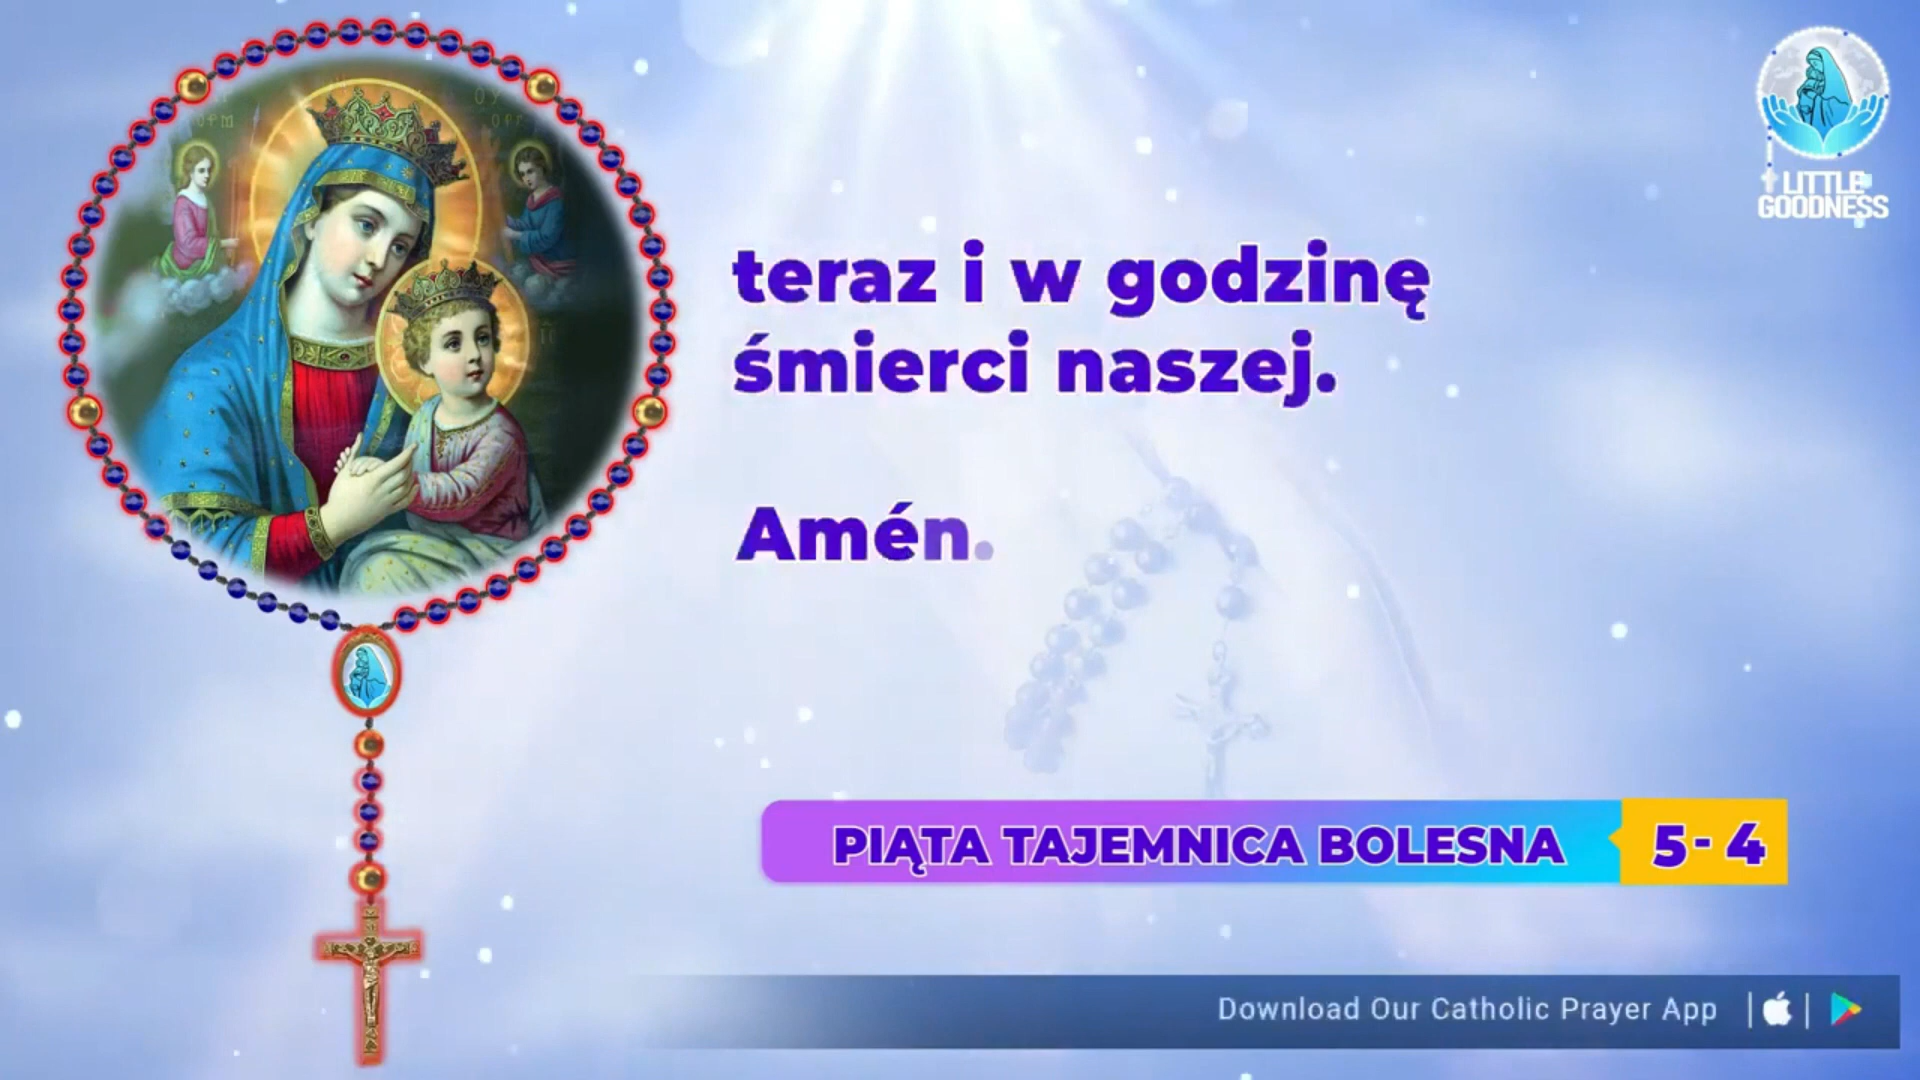 LITTLE
GOODNESS
teraz i w godzinę
śmierci naszej.
Amén.
PIĄTA TAJEMNICA BOLESNA
5 - 4
Download Our Catholic Prayer App